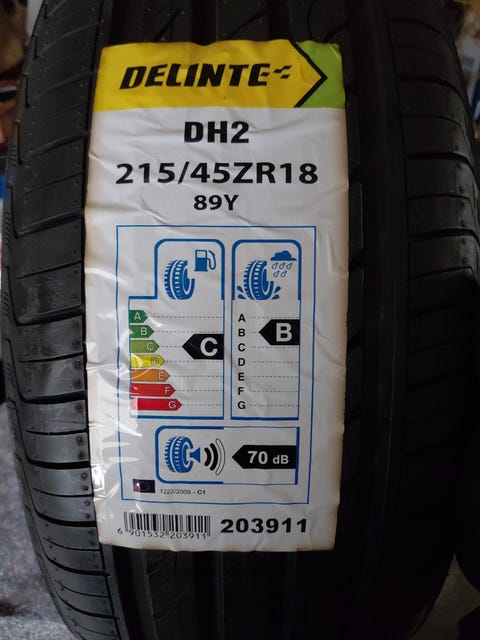 DELINTE
DH2
215/45ZR18
89Y
A
B
C
D
E
F
G
C
A
B
C
D
E
F
G
B
70 dB
1222/2009 - C1
6 901532 203911
203911